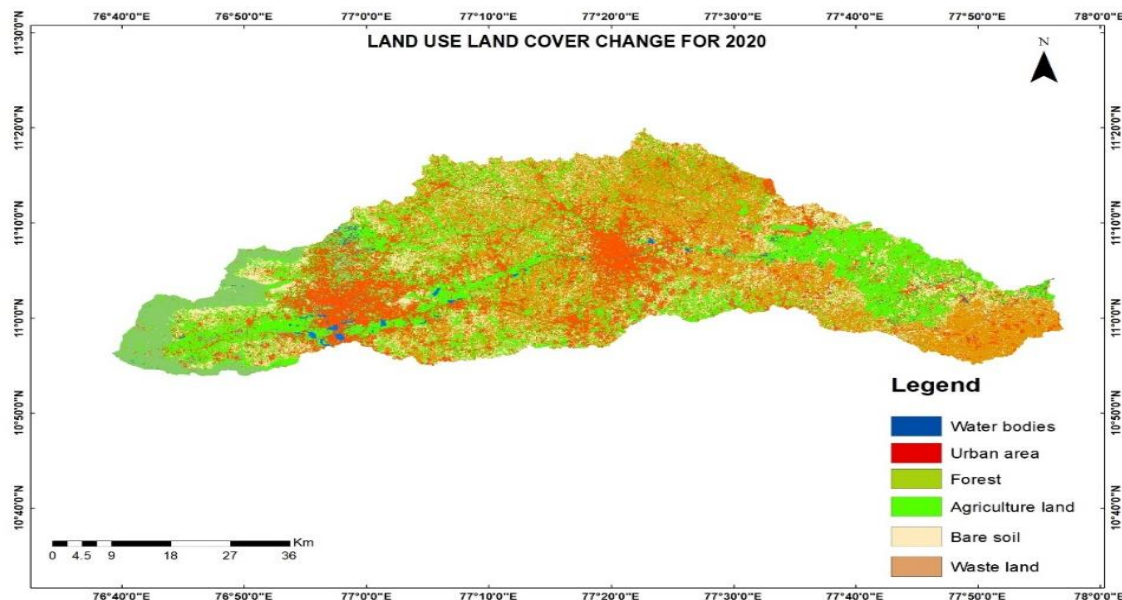 76°40'0"E 76°50'0"E 77°0'0"E 77°10'0"E 77°20'0"E 77°30'0"E 77°40'0"E 77°50'0"E 78°0'0"E
LAND USE LAND COVER CHANGE FOR 2020
N
11°30'0"N 11°30'0"N
11°20'0"N 11°20'0"N
11°10'0"N 11°10'0"N
11°0'0"N 11°0'0"N
10°50'0"N 10°50'0"N
10°40'0"N 10°40'0"N
Legend
Water bodies
Urban area
Forest
Agriculture land
Bare soil
Waste land
Km
0 4.5 9 18 27 36
76°40'0"E 76°50'0"E 77°0'0"E 77°10'0"E 77°20'0"E 77°30'0"E 77°40'0"E 77°50'0"E 78°0'0"E